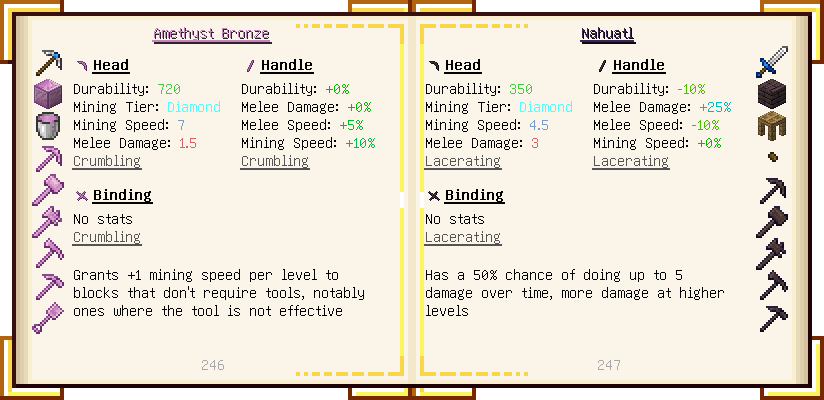 Amethyst Bronze
Head
Durability: 720
Mining Tier: Diamond
Mining Speed: 7
Melee Damage: 1.5
Crumbling
Handle
Durability: +0%
Melee Damage: +0%
Melee Speed: +5%
Mining Speed: +10%
Crumbling
Binding
No stats
Crumbling
Grants +1 mining speed per level to
blocks that don't require tools, notably
ones where the tool is not effective
246
Nahuatl
Head
Durability: 350
Mining Tier: Diamond
Mining Speed: 4.5
Melee Damage: 3
Lacerating
Handle
Durability: -10%
Melee Damage: +25%
Melee Speed: -10%
Mining Speed: +0%
Lacerating
Binding
No stats
Lacerating
Has a 50% chance of doing up to 5
damage over time, more damage at higher
levels
247